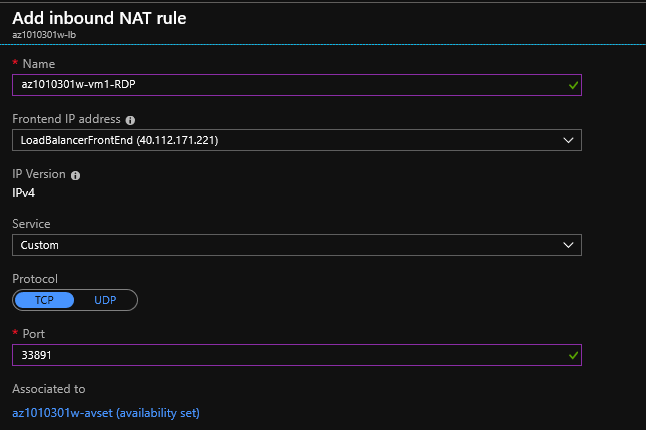 Add inbound NAT rule
az1010301w-lb
* Name
az1010301w-vm1-RDP
Frontend IP address
LoadBalancerFrontEnd (40.112.171.221)
IP Version
IPv4
Service
Custom
Protocol
TCP UDP
* Port
33891
Associated to
az1010301w-avset (availability set)